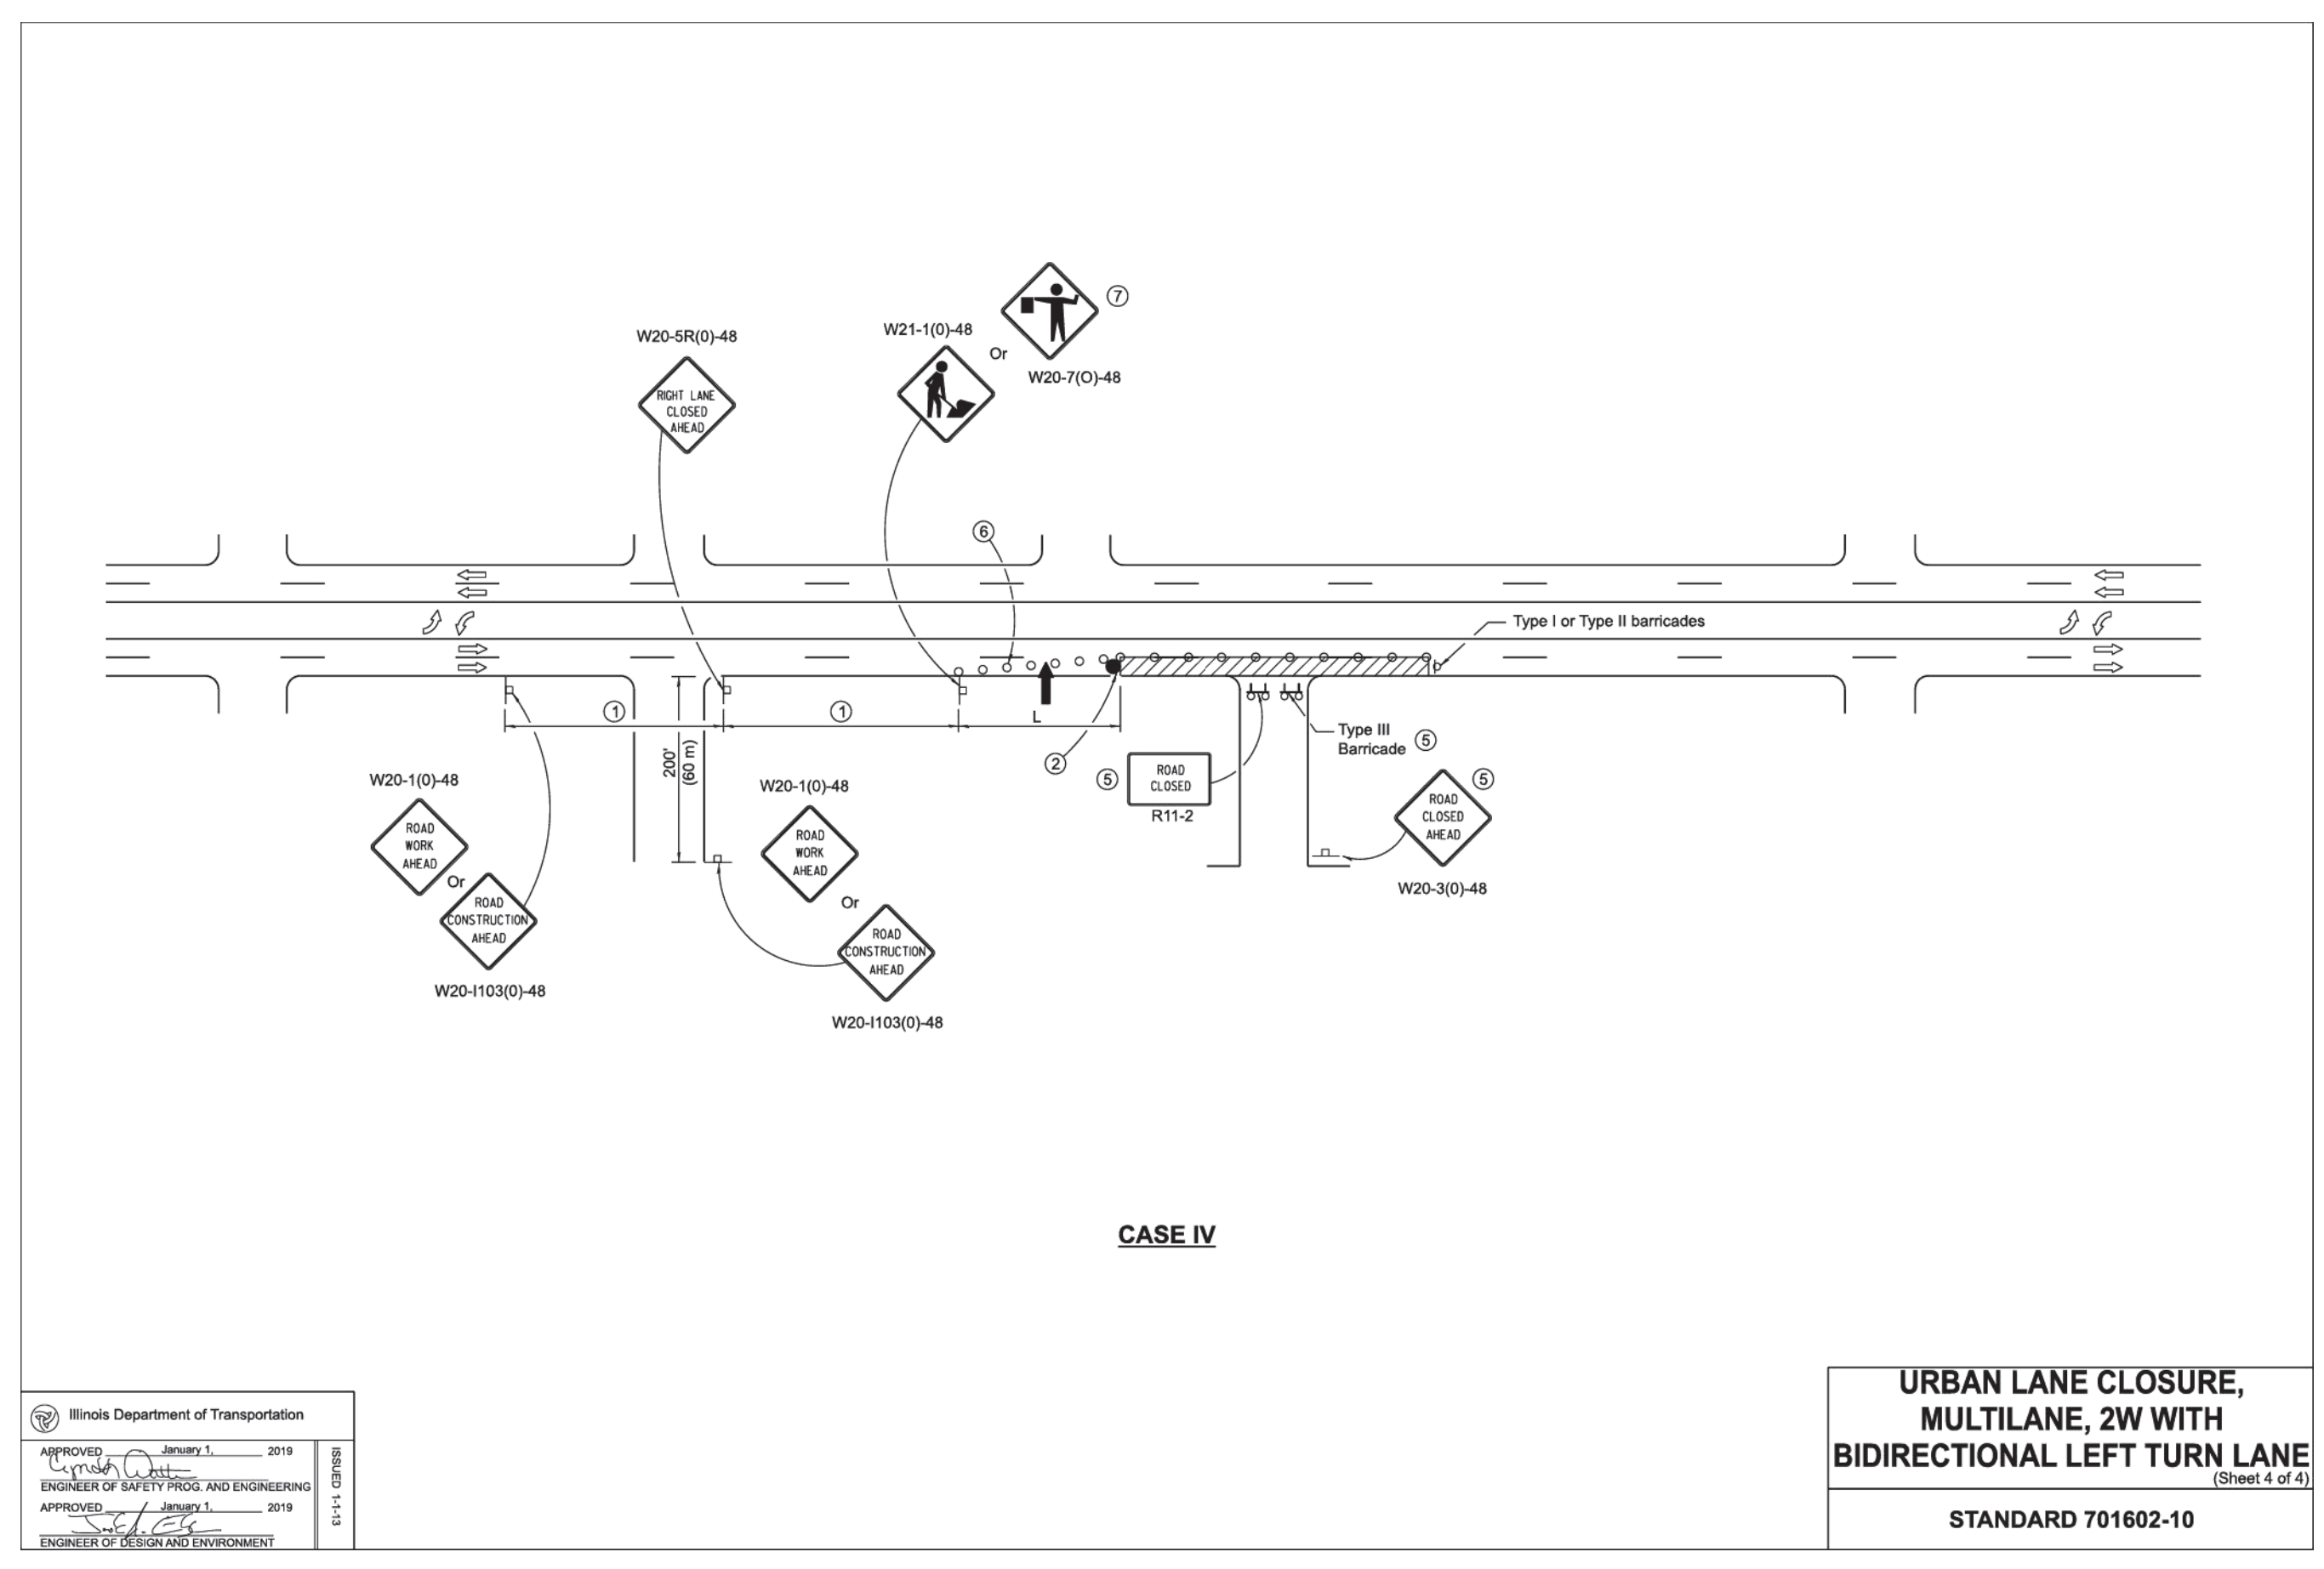 ⑦
W20-5R(0)-48
W21-1(0)-48
Or
W20-7(O)-48
RIGHT LANE
CLOSED
AHEAD
⑥
Type I or Type II barricades
①
①
L
200'
(60 m)
②
Type III
Barricade
⑤
⑤
ROAD
CLOSED
R11-2
⑤
ROAD
CLOSED
AHEAD
W20-3(0)-48
W20-1(0)-48
ROAD
WORK
AHEAD
Or
ROAD
CONSTRUCTION
AHEAD
W20-I103(0)-48
W20-1(0)-48
ROAD
WORK
AHEAD
Or
ROAD
CONSTRUCTION
AHEAD
W20-I103(0)-48
CASE IV
Illinois Department of Transportation
APPROVED January 1, 2019
ENGINEER OF SAFETY PROG. AND ENGINEERING
APPROVED January 1, 2019
ENGINEER OF DESIGN AND ENVIRONMENT
ISSUED 1-1-13
URBAN LANE CLOSURE,
MULTILANE, 2W WITH
BIDIRECTIONAL LEFT TURN LANE
(Sheet 4 of 4)
STANDARD 701602-10